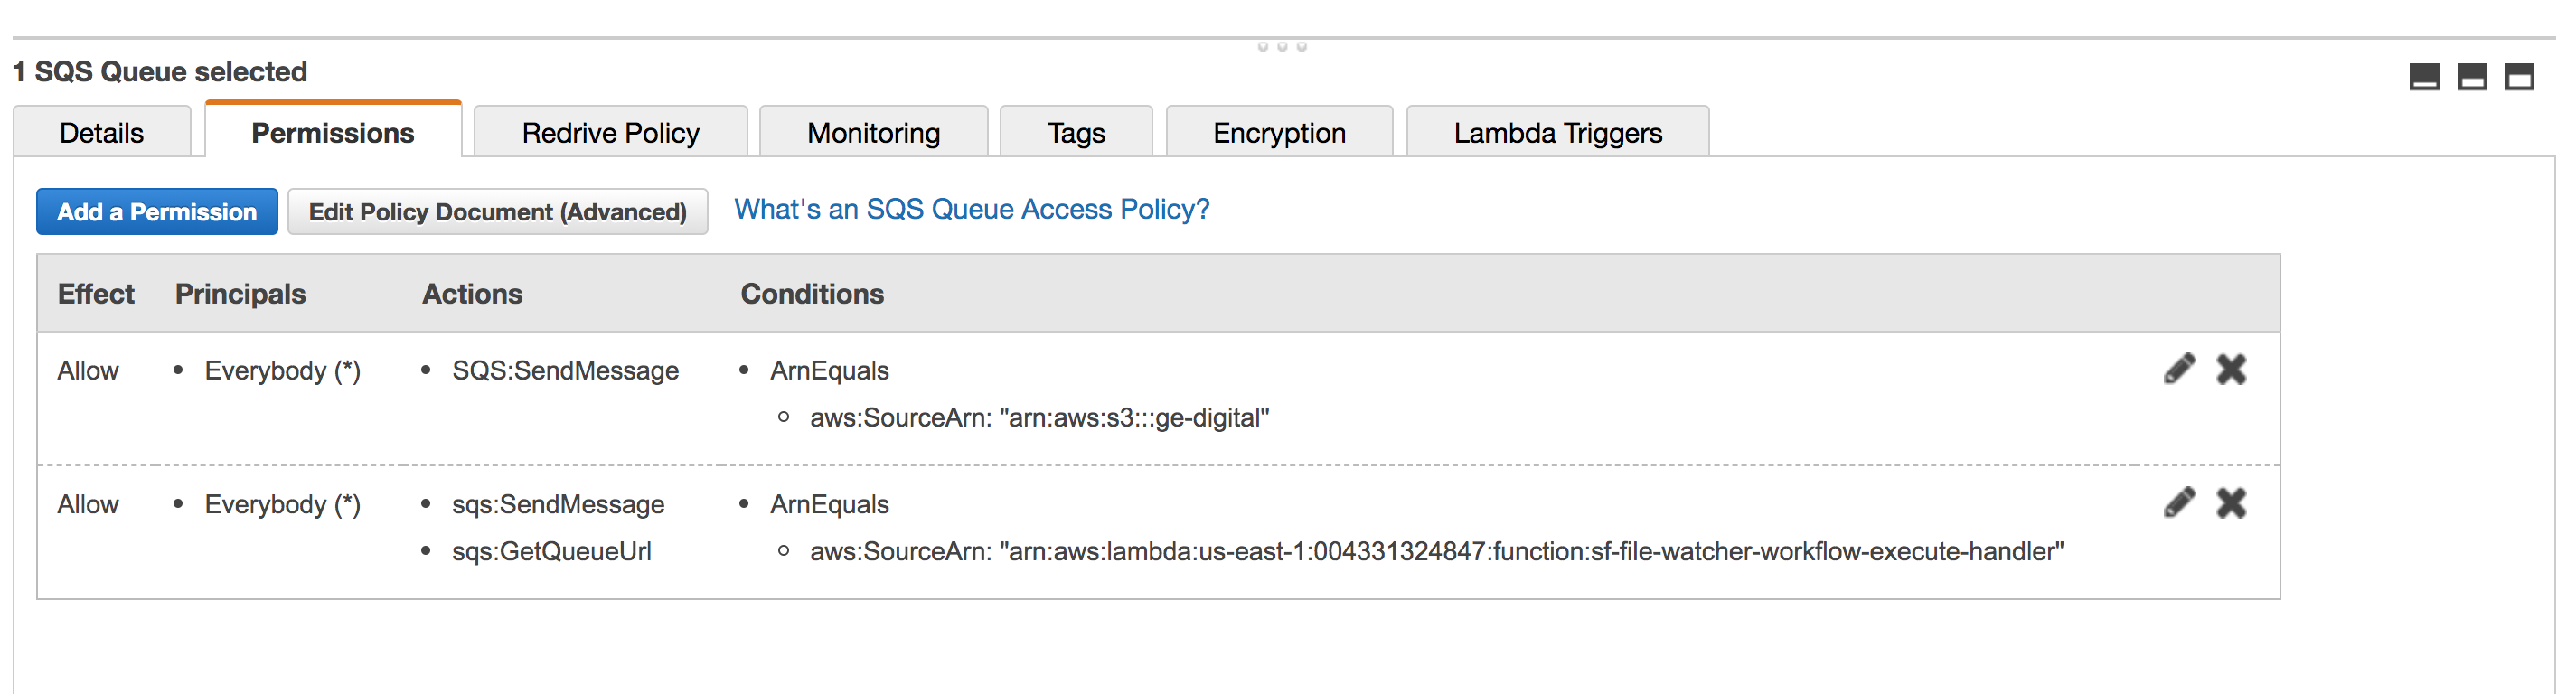 1 SQS Queue selected
Details Permissions Redrive Policy Monitoring Tags Encryption Lambda Triggers
Add a Permission Edit Policy Document (Advanced) What's an SQS Queue Access Policy?
Effect Principals Actions Conditions
Allow • Everybody (*) • SQS:SendMessage • ArnEquals
aws:SourceArn: "arn:aws:s3:::ge-digital"
Allow • Everybody (*) • sqs:SendMessage • ArnEquals
• sqs:GetQueueUrl aws:SourceArn: "arn:aws:lambda:us-east-1:004331324847:function:sf-file-watcher-workflow-execute-handler"